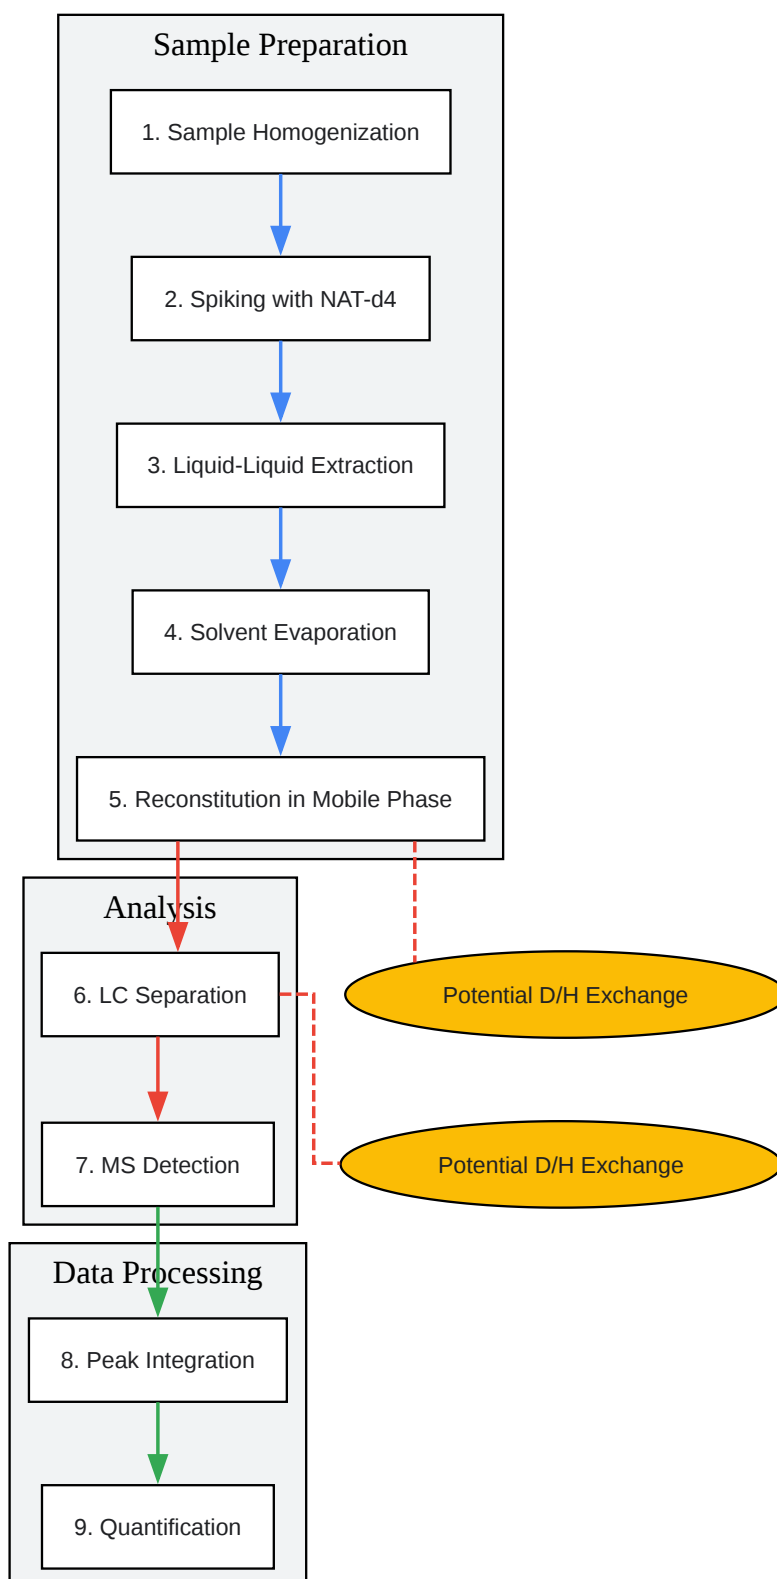 Sample Preparation
1. Sample Homogenization
2. Spiking with NAT-d4
3. Liquid-Liquid Extraction
4. Solvent Evaporation
5. Reconstitution in Mobile Phase
Analysis
6. LC Separation
Potential D/H Exchange
7. MS Detection
Potential D/H Exchange
Data Processing
8. Peak Integration
9. Quantification